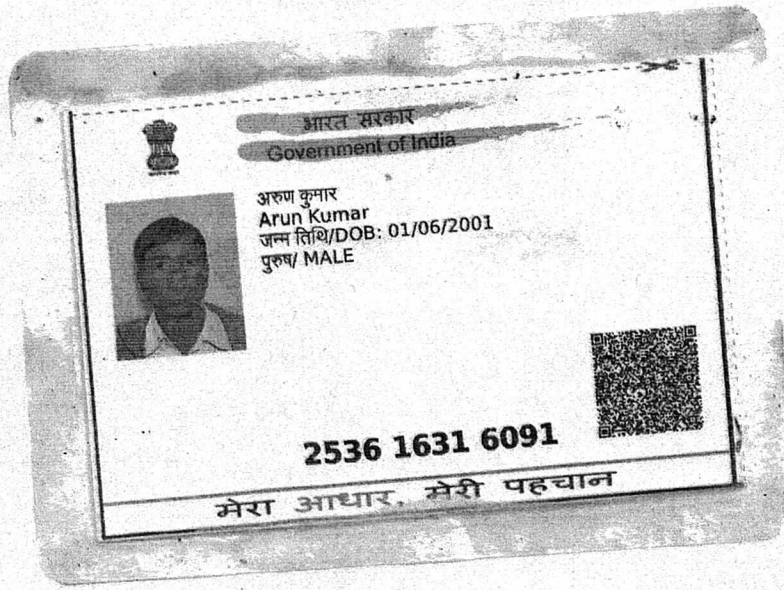 भारत सरकार
Government of India
अरुण कुमार
Arun Kumar
जन्म तिथि/DOB: 01/06/2001
पुरुष/ MALE
2536 1631 6091
मेरा आधार, मेरी पहचान